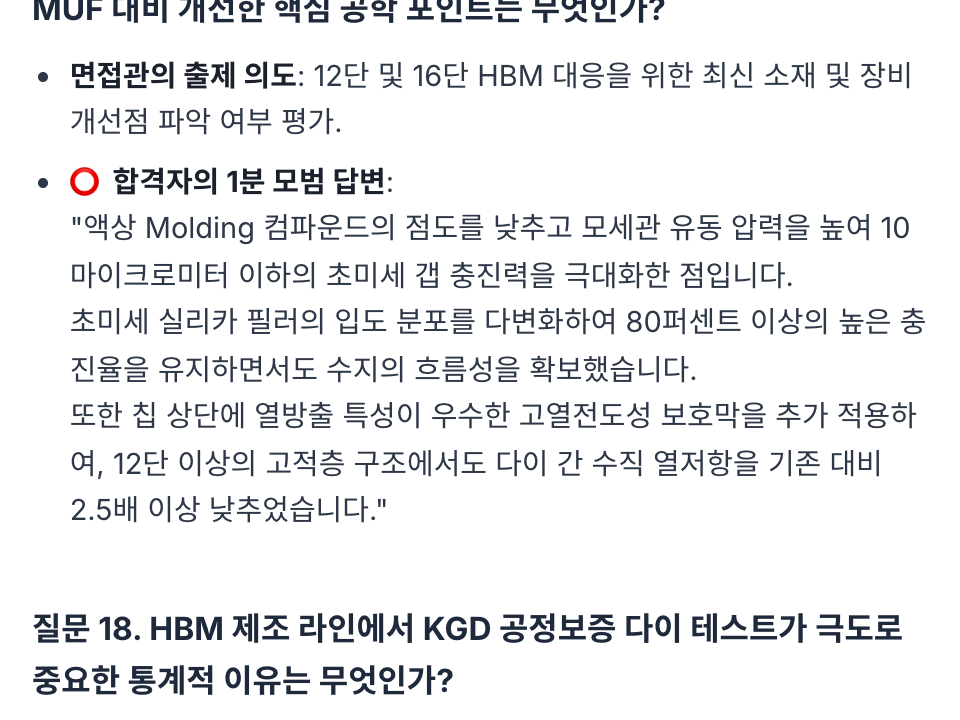 MUF 대비 개선한 핵심 공학 포인트는 무엇인가?
면접관의 출제 의도: 12단 및 16단 HBM 대응을 위한 최신 소재 및 장비
개선점 파악 여부 평가.
⭕ 합격자의 1분 모범 답변:
"액상 Molding 컴파운드의 점도를 낮추고 모세관 유동 압력을 높여 10
마이크로미터 이하의 초미세 갭 충진력을 극대화한 점입니다.
초미세 실리카 필러의 입도 분포를 다변화하여 80퍼센트 이상의 높은 충
진율을 유지하면서도 수지의 흐름성을 확보했습니다.
또한 칩 상단에 열방출 특성이 우수한 고열전도성 보호막을 추가 적용하
여, 12단 이상의 고적층 구조에서도 다이 간 수직 열저항을 기존 대비
2.5배 이상 낮추었습니다."
질문 18. HBM 제조 라인에서 KGD 공정보증 다이 테스트가 극도로
중요한 통계적 이유는 무엇인가?